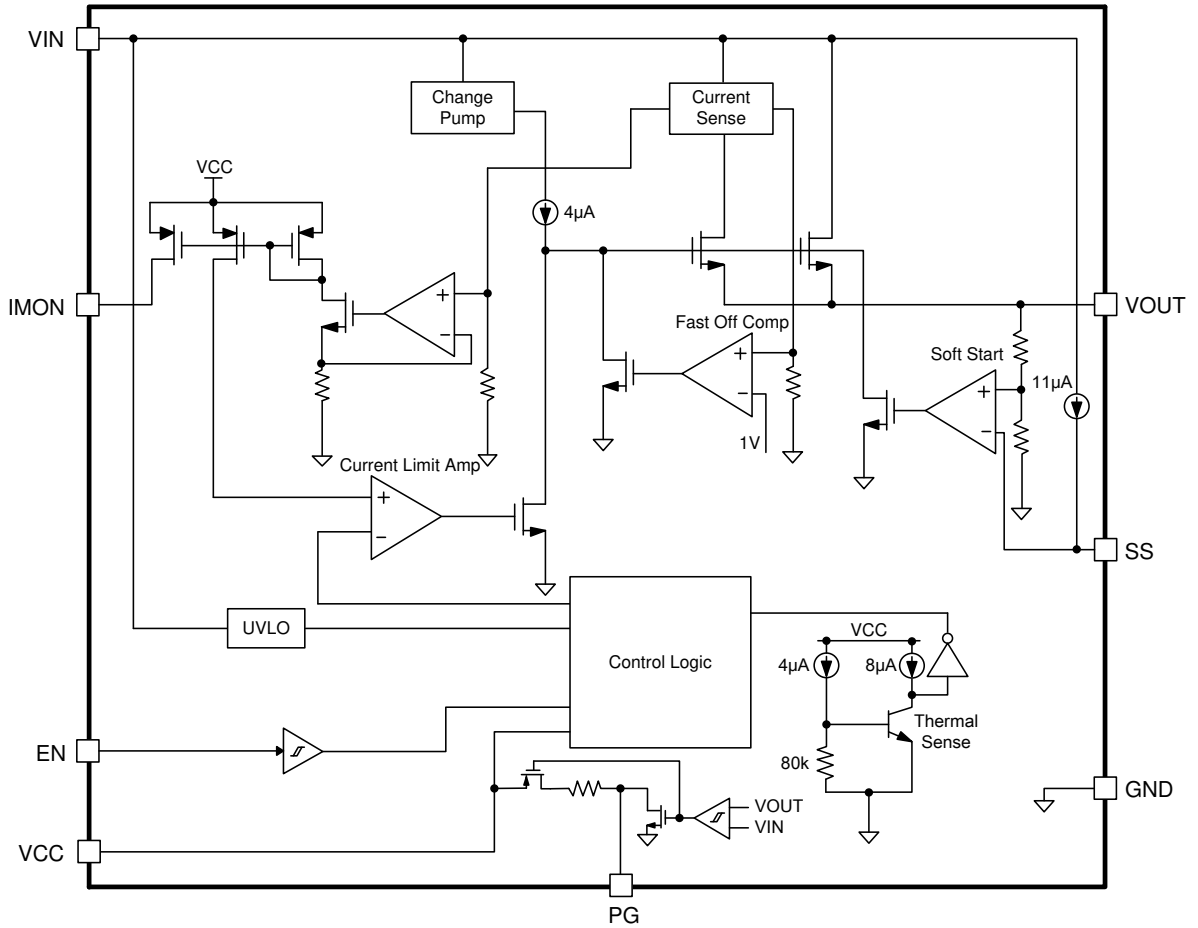 VIN
Change
Pump
Current
Sense
VCC
4µA
IMON
VOUT
+
−
Fast Off Comp
+
−
1V
Soft Start
+
−
11µA
Current Limit Amp
+
−
SS
UVLO
Control Logic
VCC
4µA
8µA
Thermal
Sense
80k
EN
GND
VOUT
VIN
VCC
PG